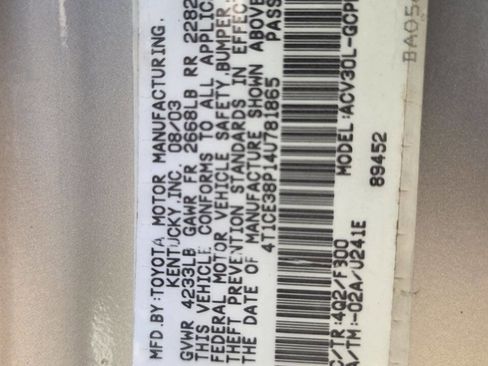 MFD.BY:TOYOTA MOTOR MANUFACTURING.
KENTUCKY,INC. 08/03
GVWR 4233LB GAWR FR 2668LB RR 2282
THIS VEHICLE CONFORMS TO ALL APPLIC
FEDERAL MOTOR VEHICLE SAFETY,BUMPER
THEFT PREVENTION STANDARDS IN EFFEC
THE DATE OF MANUFACTURE SHOWN ABOVE
4T1CE38P14U781865 PASS
C/TR:4Q2/F300 MODEL:ACV30L-GCP
A/TM:-02A/U241E 89452
BA05